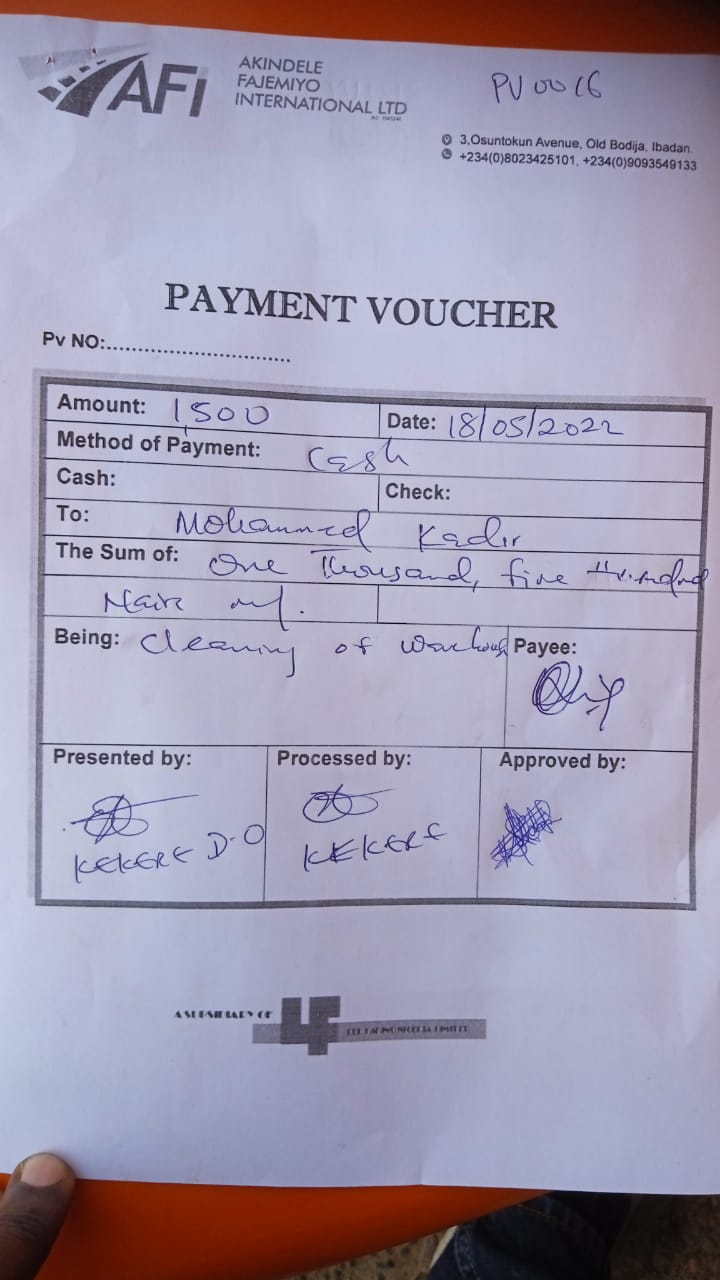 AFi
AKINDELE
FAJEMIYO
INTERNATIONAL LTD
PV 0016
3,Osuntokun Avenue, Old Bodija, Ibadan.
+234(0)8023425101, +234(0)9093549133
PAYMENT VOUCHER
Pv NO:..............................
Amount: 1,500 Date: 18/05/2022
Method of Payment: Cash
Cash: Check:
To: Mohammed Kadir
The Sum of: One Thousand, five Hundred
Naira
Being: Cleaning of warehouse Payee:
Presented by: Processed by: Approved by:
KEKERE D-O KEKERE
A SUBSIDIARY OF